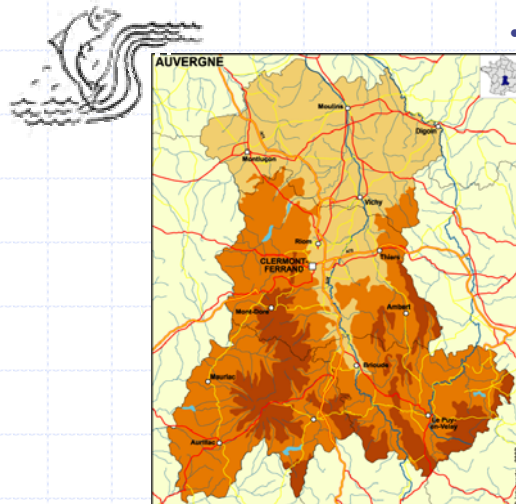 AUVERGNE
Moulins
Digoin
Montluçon
Vichy
Riom
CLERMONT-
FERRAND
Thiers
Mont-Dore
Ambert
Brioude
Mauriac
Le Puy-
en-Velay
Aurillac